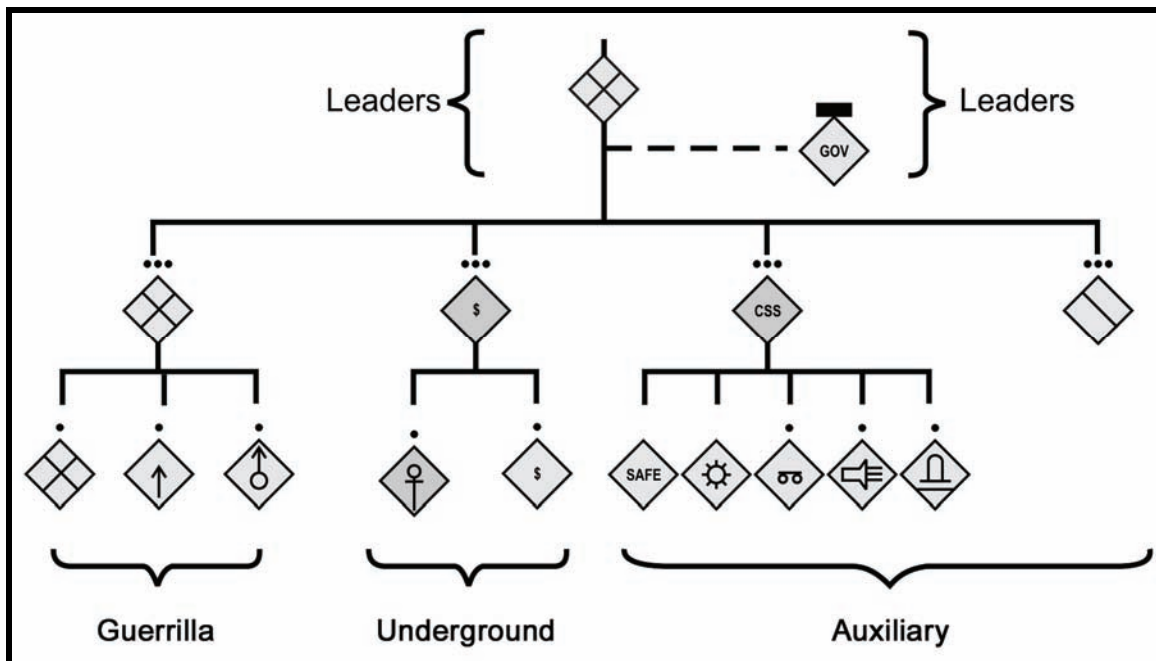 Leaders
Leaders
GOV
$
CSS
$
SAFE
Guerrilla
Underground
Auxiliary